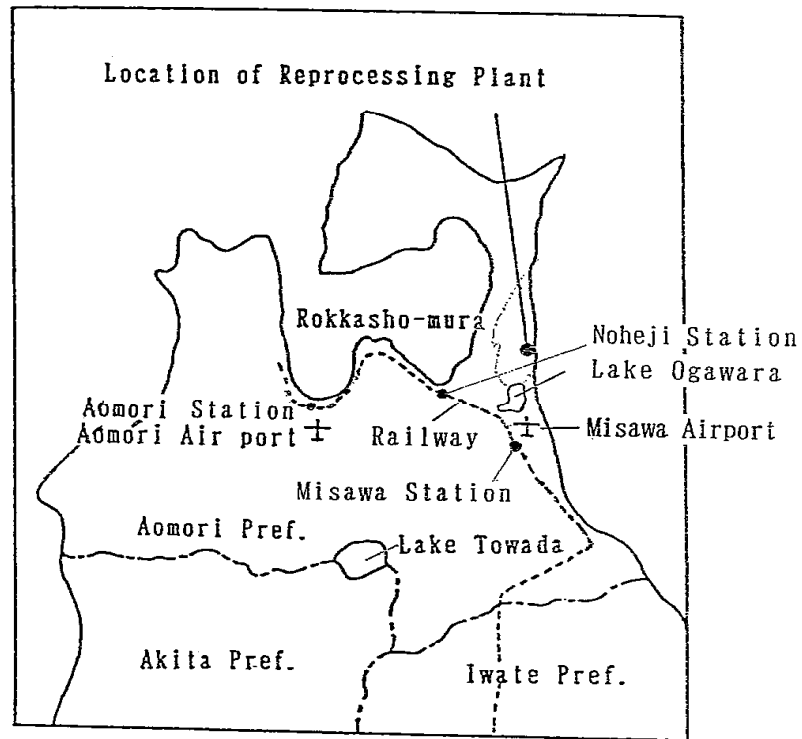 Location of Reprocessing Plant
Rokkasho-mura
Noheji Station
Lake Ogawara
Aomori Station
Aomori Air port
Railway
Misawa Airport
Misawa Station
Aomori Pref.
Lake Towada
Akita Pref.
Iwate Pref.